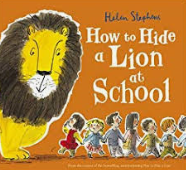 Helen Stephens
How to Hide
a Lion
at
School